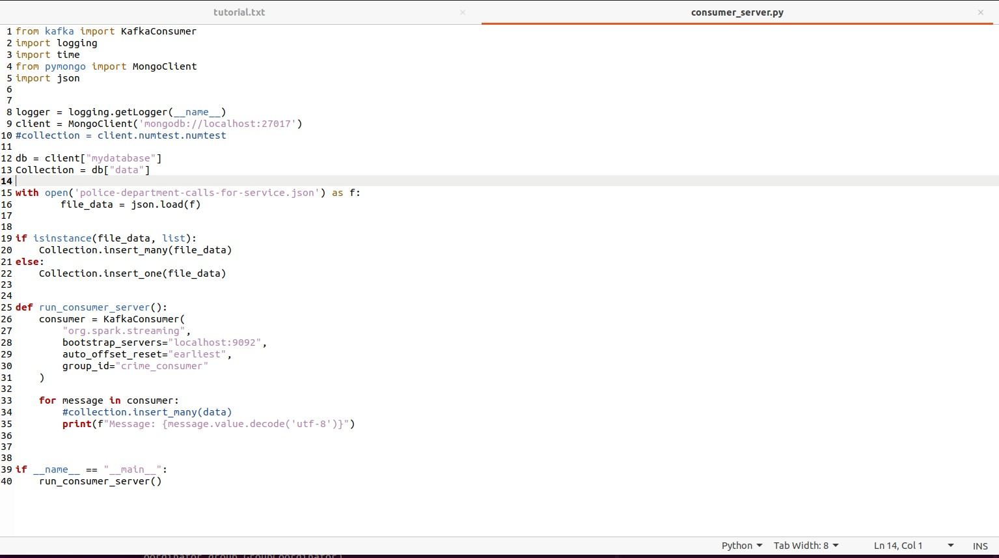 tutorial.txt ×
consumer_server.py ×
1 from kafka import KafkaConsumer
2 import logging
3 import time
4 from pymongo import MongoClient
5 import json
6
7
8 logger = logging.getLogger(__name__)
9 client = MongoClient('mongodb://localhost:27017')
10 #collection = client.numtest.numtest
11
12 db = client["mydatabase"]
13 Collection = db["data"]
14
15 with open('police-department-calls-for-service.json') as f:
16         file_data = json.load(f)
17
18
19 if isinstance(file_data, list):
20     Collection.insert_many(file_data)
21 else:
22     Collection.insert_one(file_data)
23
24
25 def run_consumer_server():
26     consumer = KafkaConsumer(
27         "org.spark.streaming",
28         bootstrap_servers="localhost:9092",
29         auto_offset_reset="earliest",
30         group_id="crime_consumer"
31     )
32
33     for message in consumer:
34         #collection.insert_many(data)
35         print(f"Message: {message.value.decode('utf-8')}")
36
37
38
39 if __name__ == "__main__":
40     run_consumer_server()
Python Tab Width: 8 Ln 14, Col 1 INS